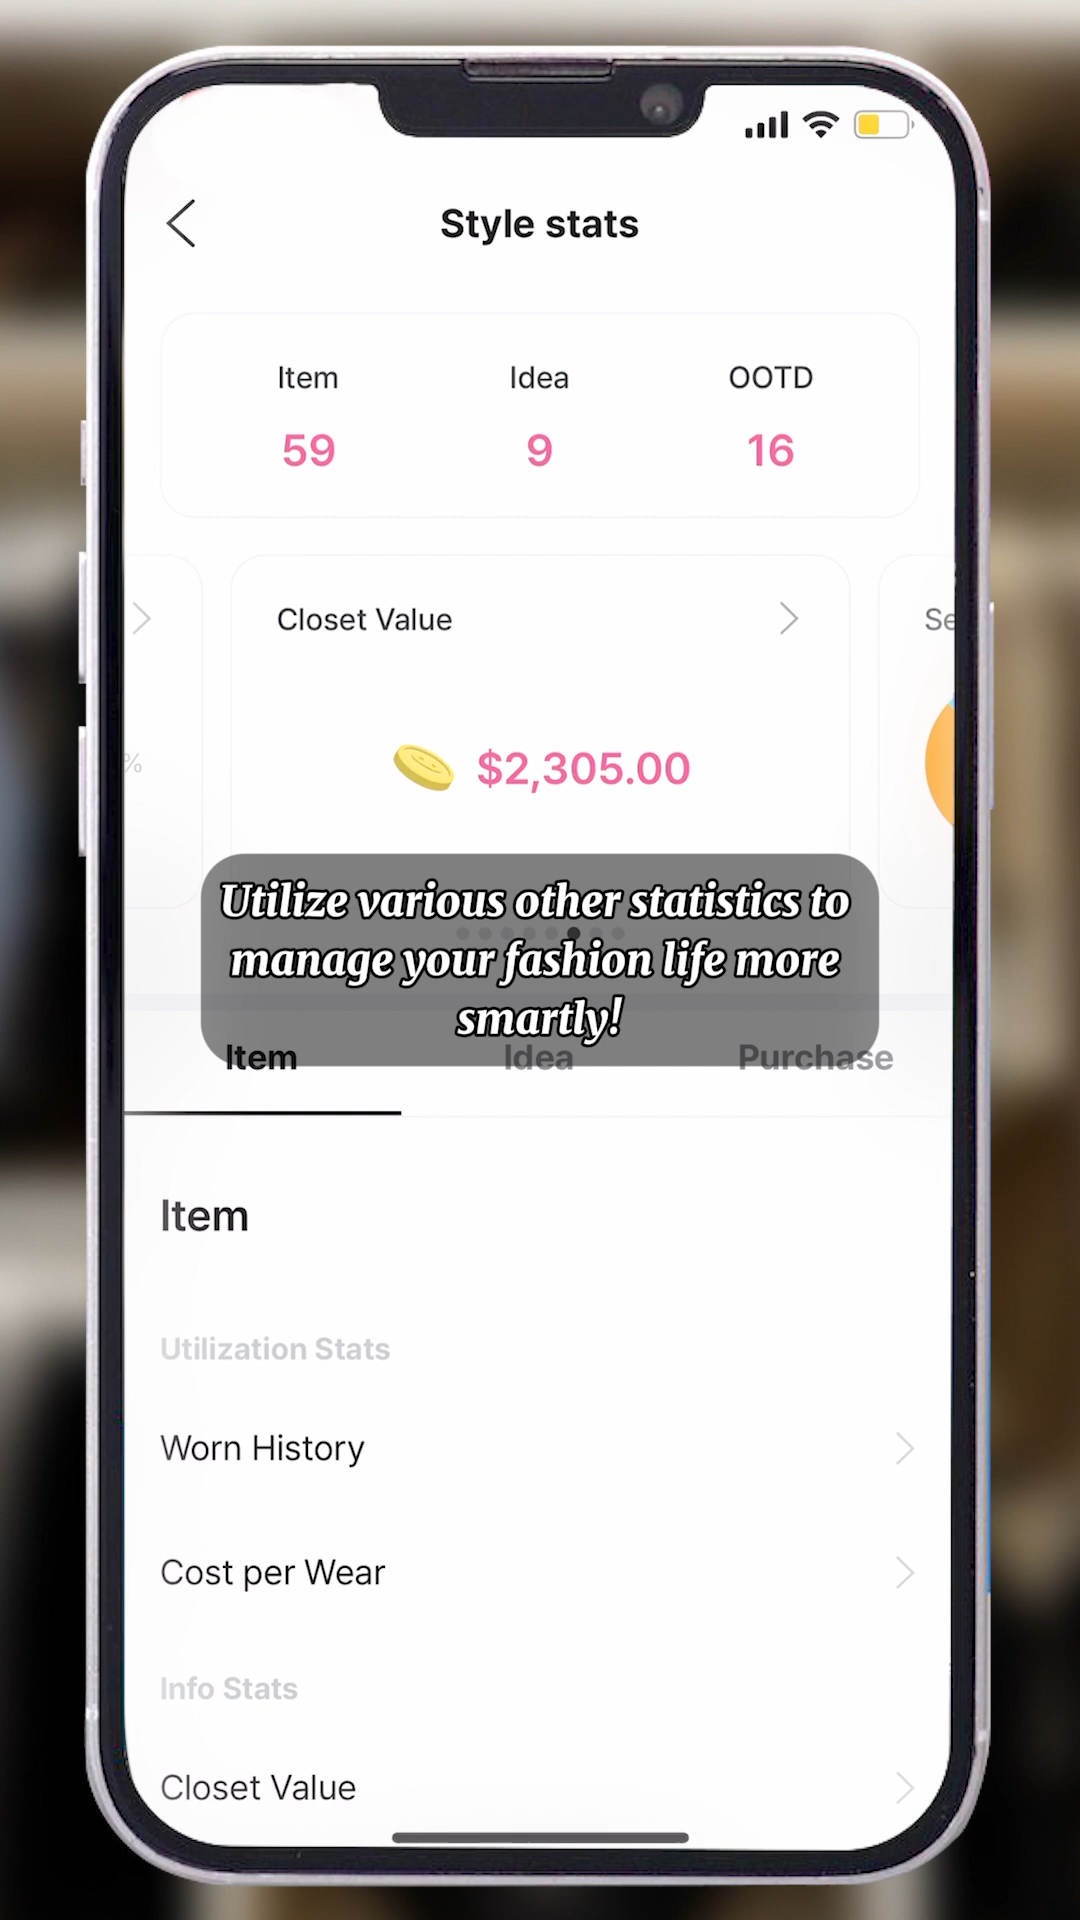 Style stats
Item Idea OOTD
59 9 16
Closet Value
Se
%
$2,305.00
Utilize various other statistics to
manage your fashion life more
smartly!
Item Idea Purchase
Item
Utilization Stats
Worn History
Cost per Wear
Info Stats
Closet Value